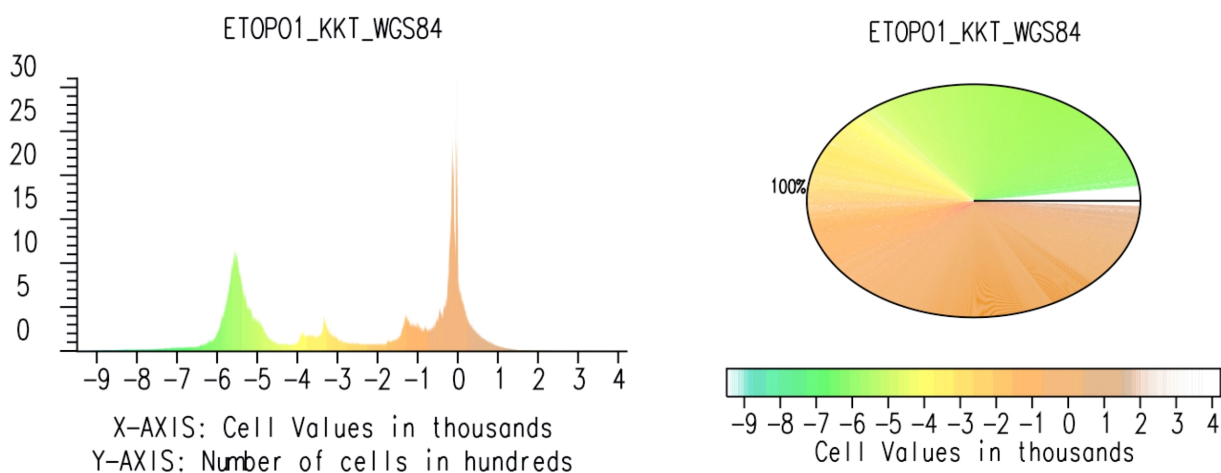 ETOPO1_KKT_WGS84
30
25
20
15
10
5
0
-9 -8 -7 -6 -5 -4 -3 -2 -1 0 1 2 3 4
X-AXIS: Cell Values in thousands
Y-AXIS: Number of cells in hundreds
ETOPO1_KKT_WGS84
100%
-9 -8 -7 -6 -5 -4 -3 -2 -1 0 1 2 3 4
Cell Values in thousands